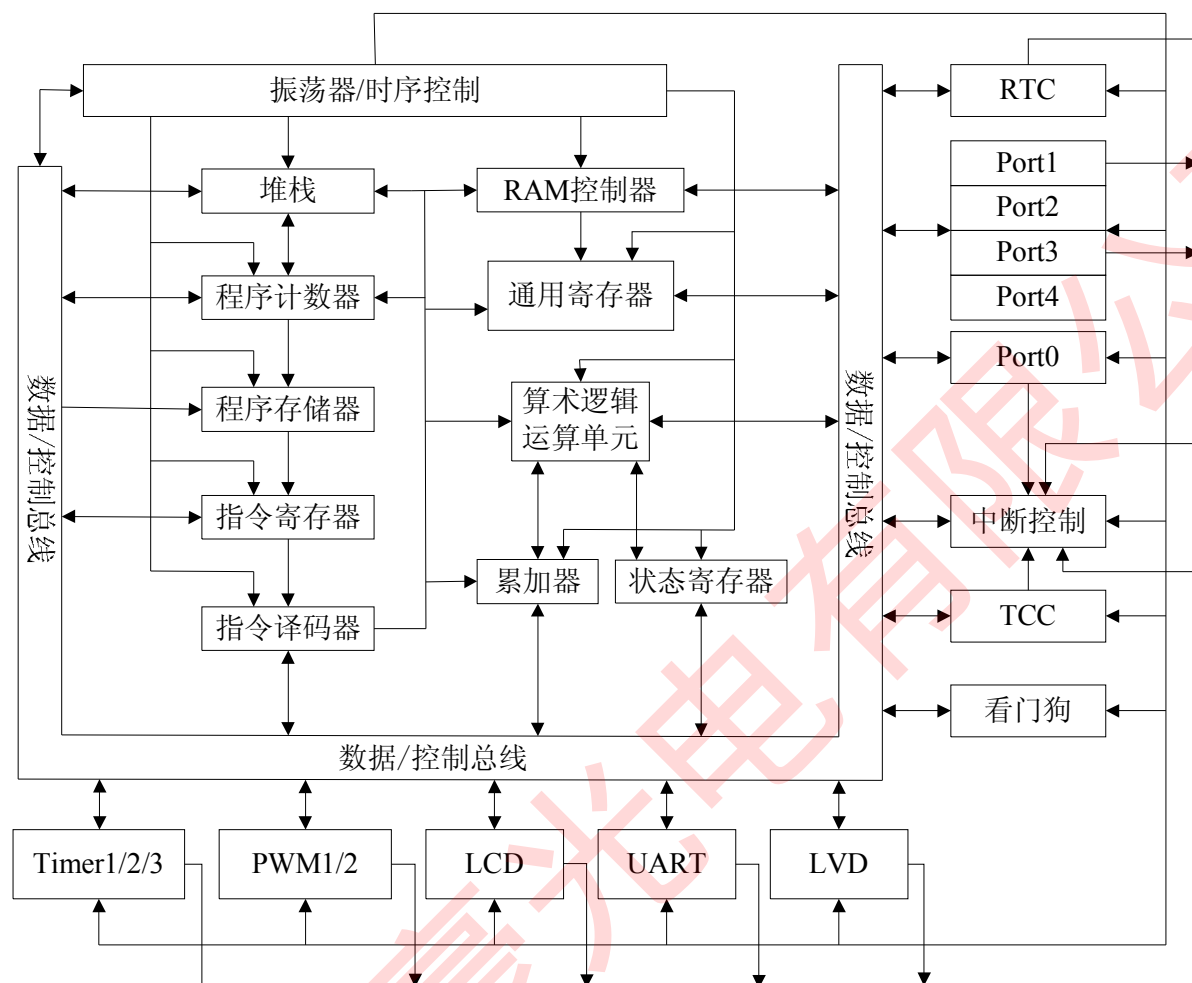 振荡器/时序控制
RTC
堆栈
RAM控制器
Port1
Port2
Port3
Port4
程序计数器
通用寄存器
Port0
程序存储器
算术逻辑
运算单元
数据/控制总线
数据/控制总线
指令寄存器
中断控制
累加器
状态寄存器
指令译码器
TCC
看门狗
数据/控制总线
Timer1/2/3
PWM1/2
LCD
UART
LVD
光电有限公